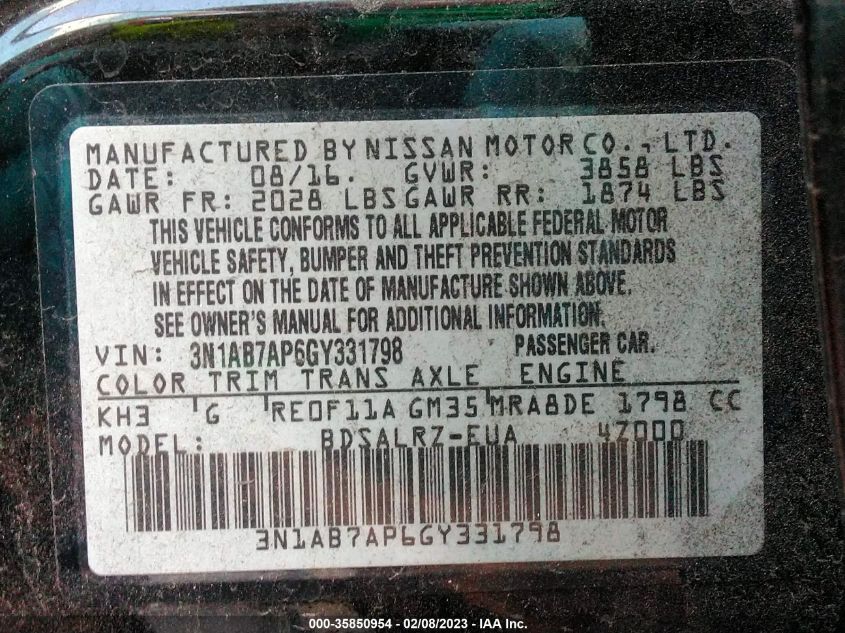 MANUFACTURED BY NISSAN MOTOR CO., LTD.
DATE: 08/16. GVWR: 3858 LBS
GAWR FR: 2028 LBS GAWR RR: 1874 LBS
THIS VEHICLE CONFORMS TO ALL APPLICABLE FEDERAL MOTOR
VEHICLE SAFETY, BUMPER AND THEFT PREVENTION STANDARDS
IN EFFECT ON THE DATE OF MANUFACTURE SHOWN ABOVE.
SEE OWNER'S MANUAL FOR ADDITIONAL INFORMATION.
VIN: 3N1AB7AP6GY331798 PASSENGER CAR.
COLOR TRIM TRANS AXLE ENGINE
KH3 G RE0F11A GM35 MRA8DE 1798 CC
MODEL: BDSALRZ-EUA 47000
3N1AB7AP6GY331798
000-35850954 - 02/08/2023 - IAA Inc.